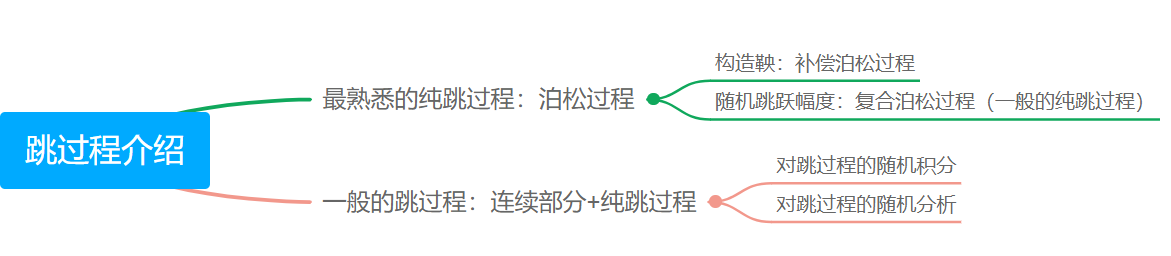 跳过程介绍
最熟悉的纯跳过程：泊松过程
构造鞅：补偿泊松过程
随机跳跃幅度：复合泊松过程（一般的纯跳过程）
一般的跳过程：连续部分+纯跳过程
对跳过程的随机积分
对跳过程的随机分析